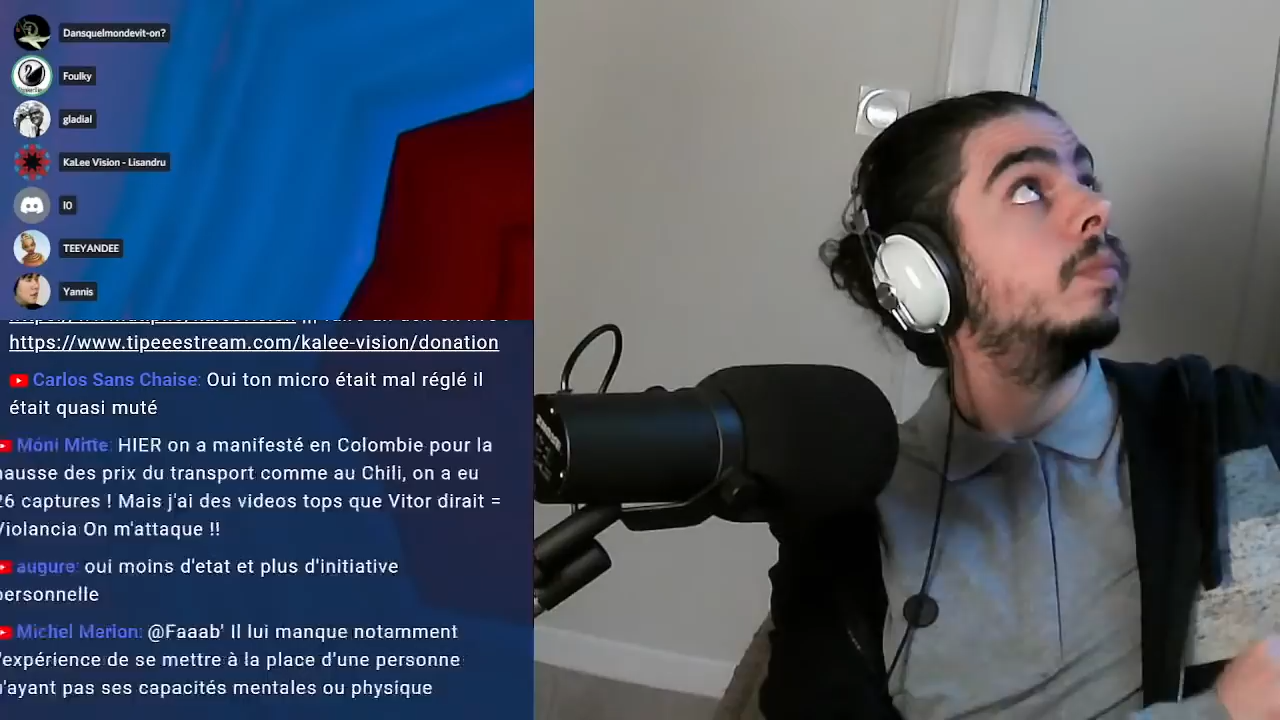 Dansquelmondevit-on?
Foulky
gladial
KaLee Vision - Lisandru
IO
TEEYANDEE
Yannis
https://www.tipeeestream.com/kalee-vision/donation
Carlos Sans Chaise: Oui ton micro était mal réglé il
était quasi muté
Moni Mitte: HIER on a manifesté en Colombie pour la
hausse des prix du transport comme au Chili, on a eu
26 captures ! Mais j'ai des videos tops que Vitor dirait =
Violancia On m'attaque !!
augure: oui moins d'etat et plus d'initiative
personnelle
Michel Marion: @Faaab' Il lui manque notamment
l'expérience de se mettre à la place d'une personne
n'ayant pas ses capacités mentales ou physique